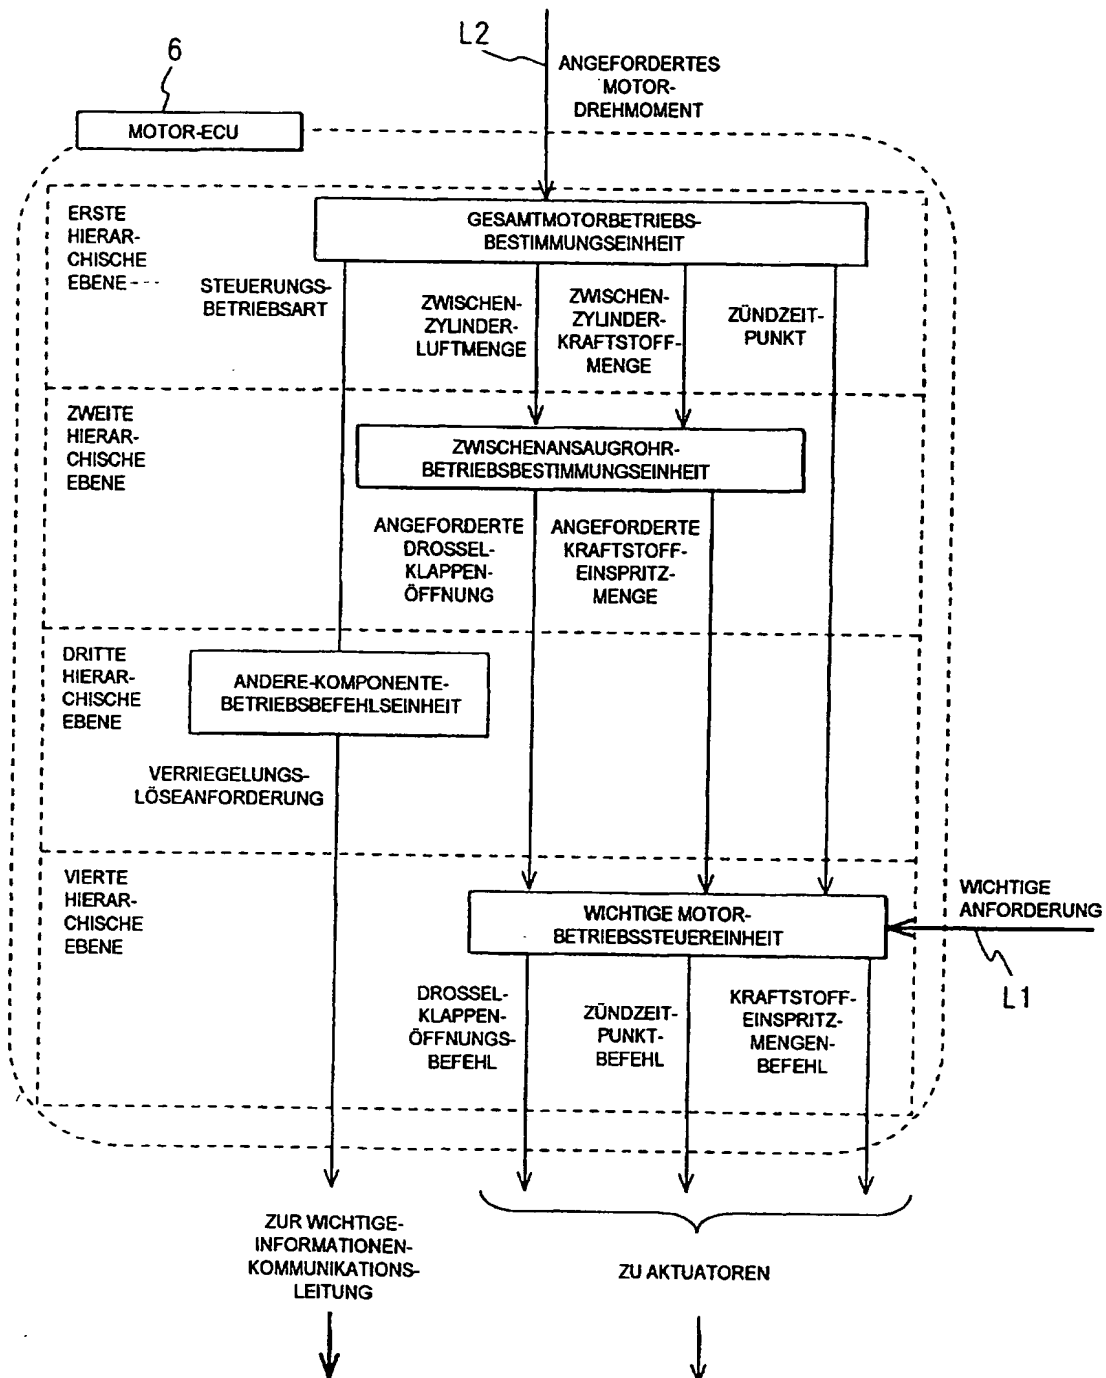 L2
6
ANGEFORDERTES
MOTOR-
DREHMOMENT
MOTOR-ECU
ERSTE
HIERAR-
CHISCHE
EBENE
GESAMTMOTORBETRIEBS-
BESTIMMUNGSEINHEIT
STEUERUNGS-
BETRIEBSART
ZWISCHEN-
ZYLINDER-
LUFTMENGE
ZWISCHEN-
ZYLINDER-
KRAFTSTOFF-
MENGE
ZÜNDZEIT-
PUNKT
ZWEITE
HIERAR-
CHISCHE
EBENE
ZWISCHENANSAUGROHR-
BETRIEBSBESTIMMUNGSEINHEIT
ANGEFORDERTE
DROSSEL-
KLAPPEN-
ÖFFNUNG
ANGEFORDERTE
KRAFTSTOFF-
EINSPRITZ-
MENGE
DRITTE
HIERAR-
CHISCHE
EBENE
ANDERE-KOMPONENTE-
BETRIEBSBEFEHLSEINHEIT
VERRIEGELUNGS-
LÖSEANFORDERUNG
VIERTE
HIERAR-
CHISCHE
EBENE
WICHTIGE MOTOR-
BETRIEBSSTEUEREINHEIT
WICHTIGE
ANFORDERUNG
L1
DROSSEL-
KLAPPEN-
ÖFFNUNGS-
BEFEHL
ZÜNDZEIT-
PUNKT-
BEFEHL
KRAFTSTOFF-
EINSPRITZ-
MENGEN-
BEFEHL
ZUR WICHTIGE-
INFORMATIONEN-
KOMMUNIKATIONS-
LEITUNG
ZU AKTUATOREN